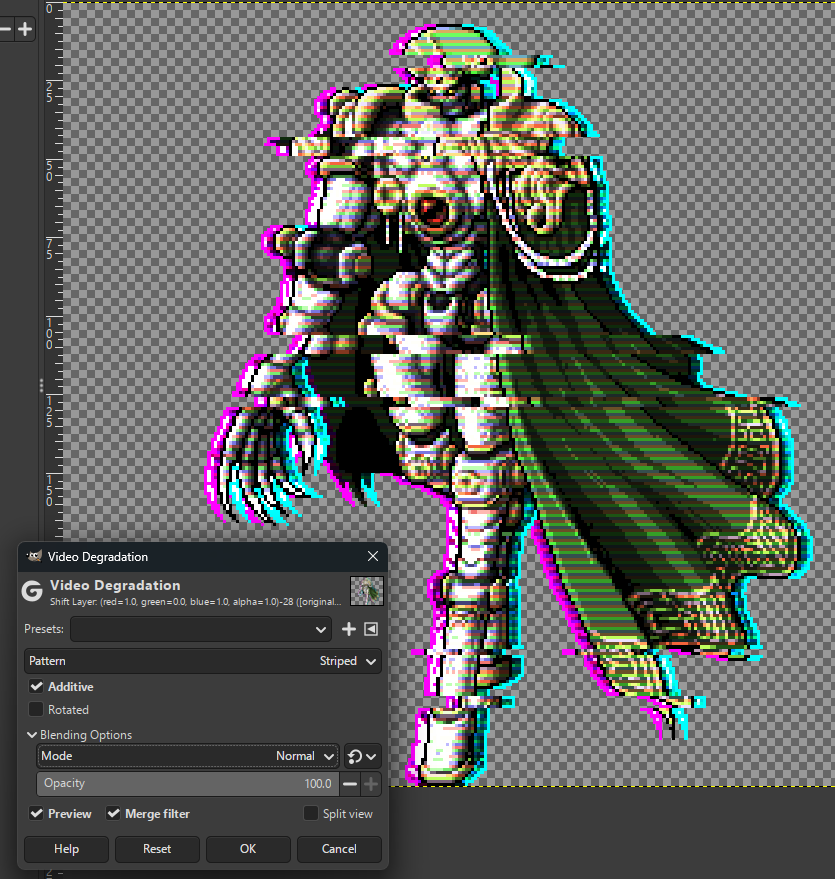 0
25
50
75
100
125
150
Video Degradation
Video Degradation
Shift Layer: (red=1.0, green=0.0, blue=1.0, alpha=1.0)-28 ([original...
Presets:
Pattern Striped
Additive
Rotated
Blending Options
Mode Normal
Opacity 100.0
Preview Merge filter Split view
Help Reset OK Cancel